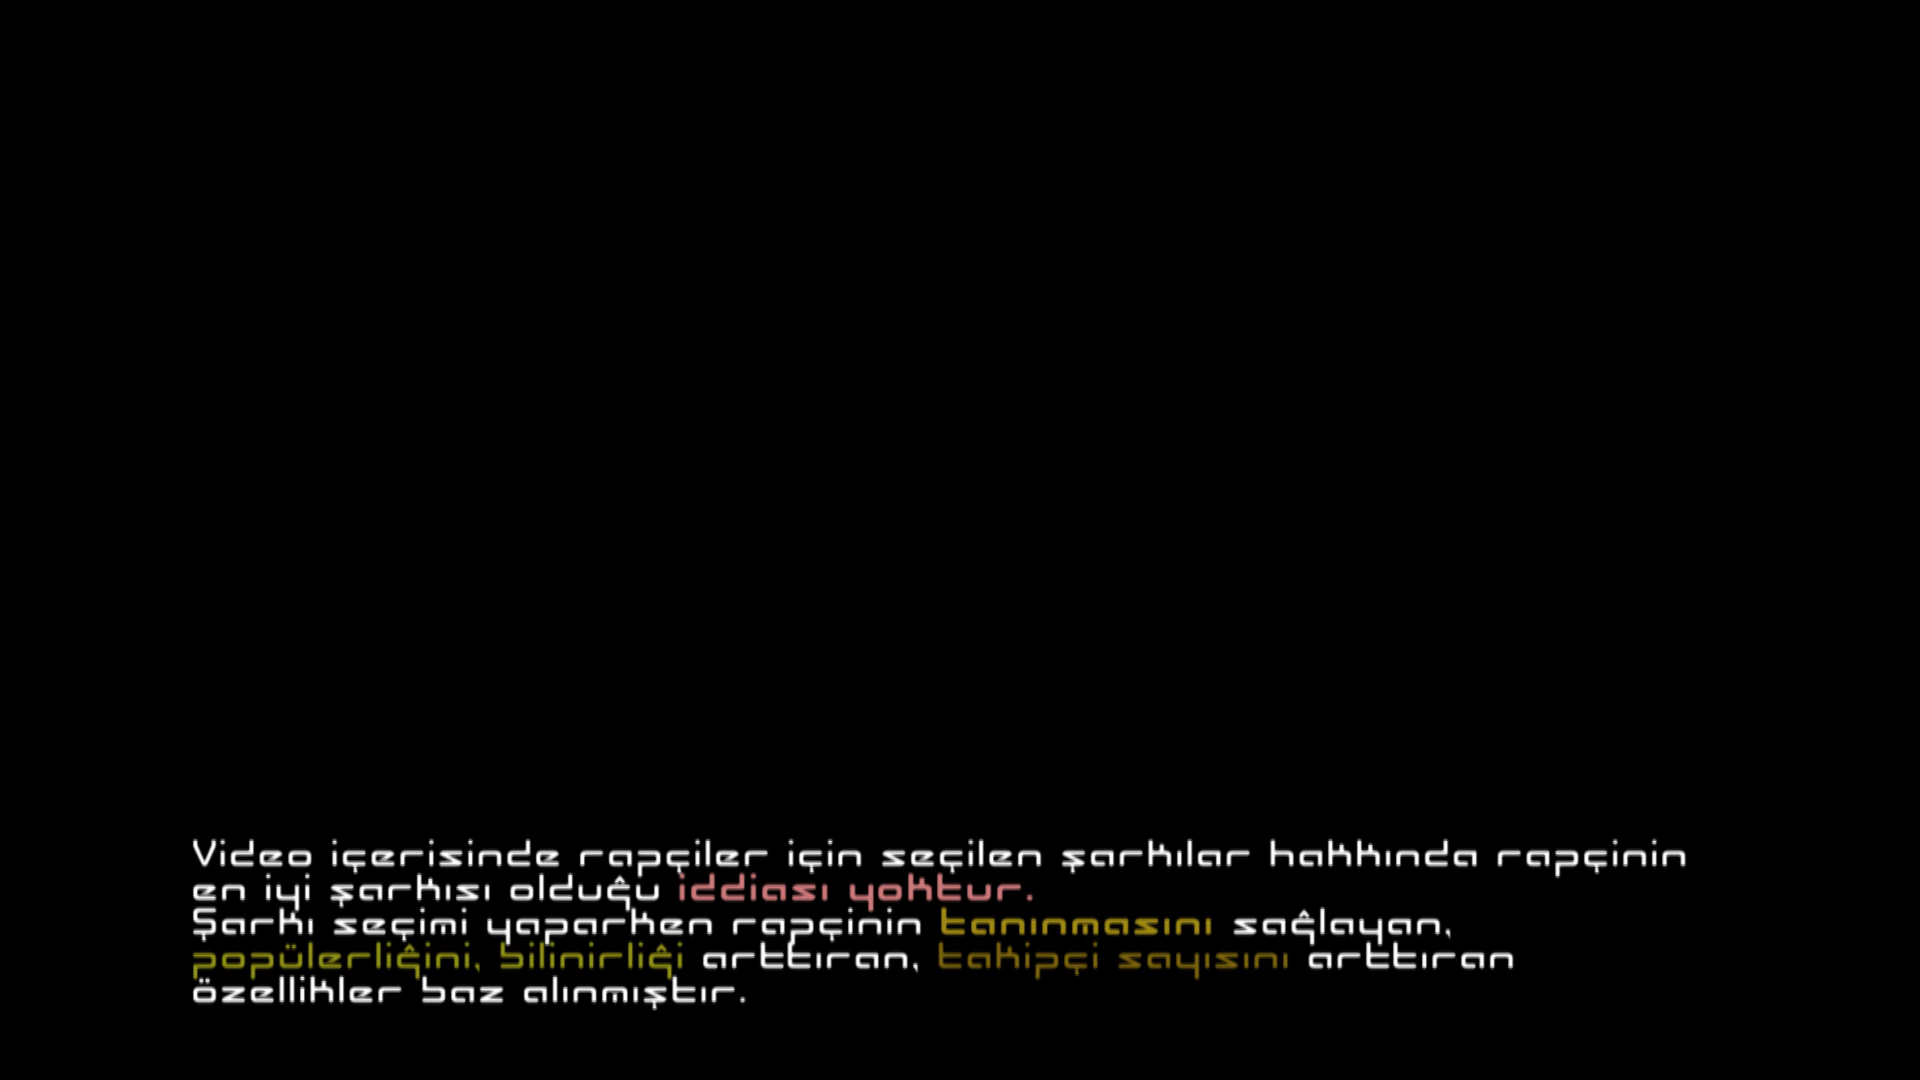 Video içerisinde rapçiler için seçilen şarkılar hakkında rapçinin
en iyi şarkısı olduğu iddiası yoktur.
Şarkı seçimi yaparken rapçinin tanınmasını sağlayan,
popülerliğini, bilinirliği arttıran, takipçi sayısını arttıran
özellikler baz alınmıştır.